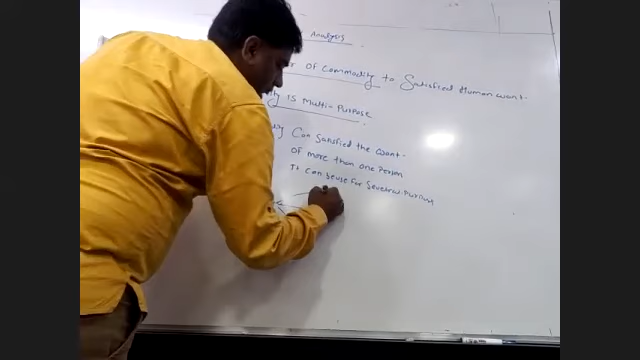 Analysis
Of Commodity to Satisfied Human want.
Is Multi-Purpose
Can Satisfied the want
Of more than one Person
It Can be use For Several Purpose